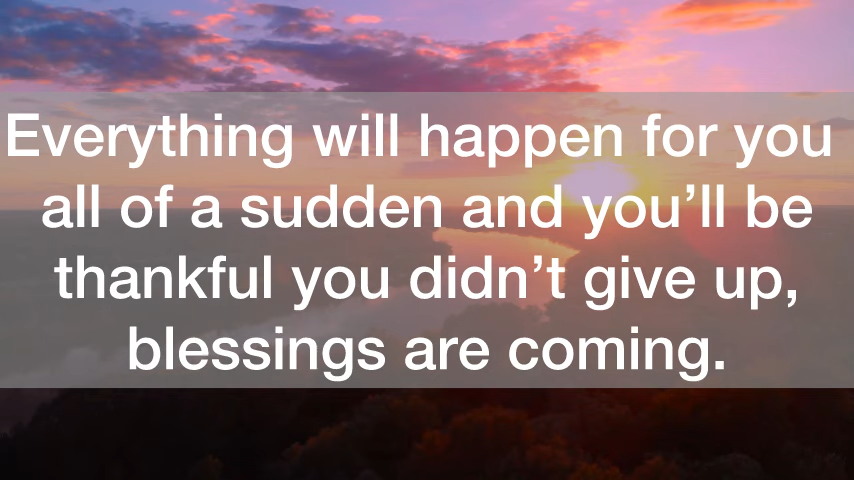 Everything will happen for you
all of a sudden and you’ll be
thankful you didn’t give up,
blessings are coming.